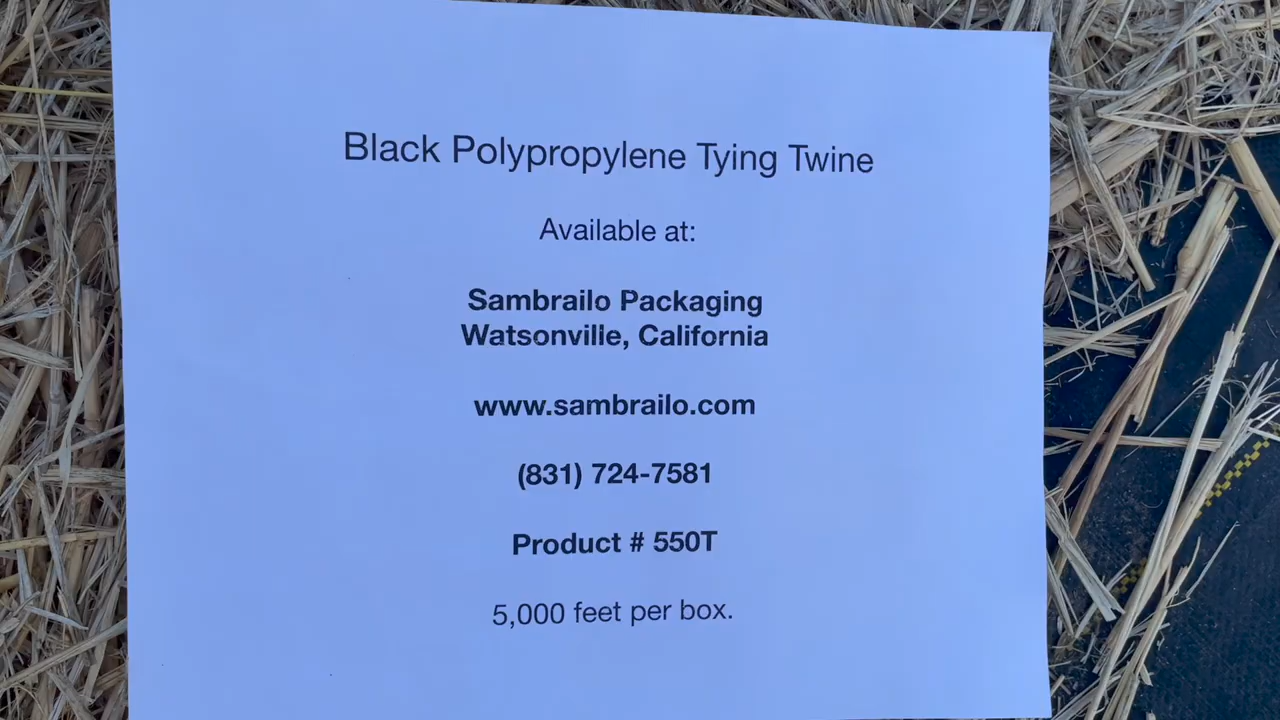 Black Polypropylene Tying Twine
Available at:
Sambrailo Packaging
Watsonville, California
www.sambrailo.com
(831) 724-7581
Product # 550T
5,000 feet per box.